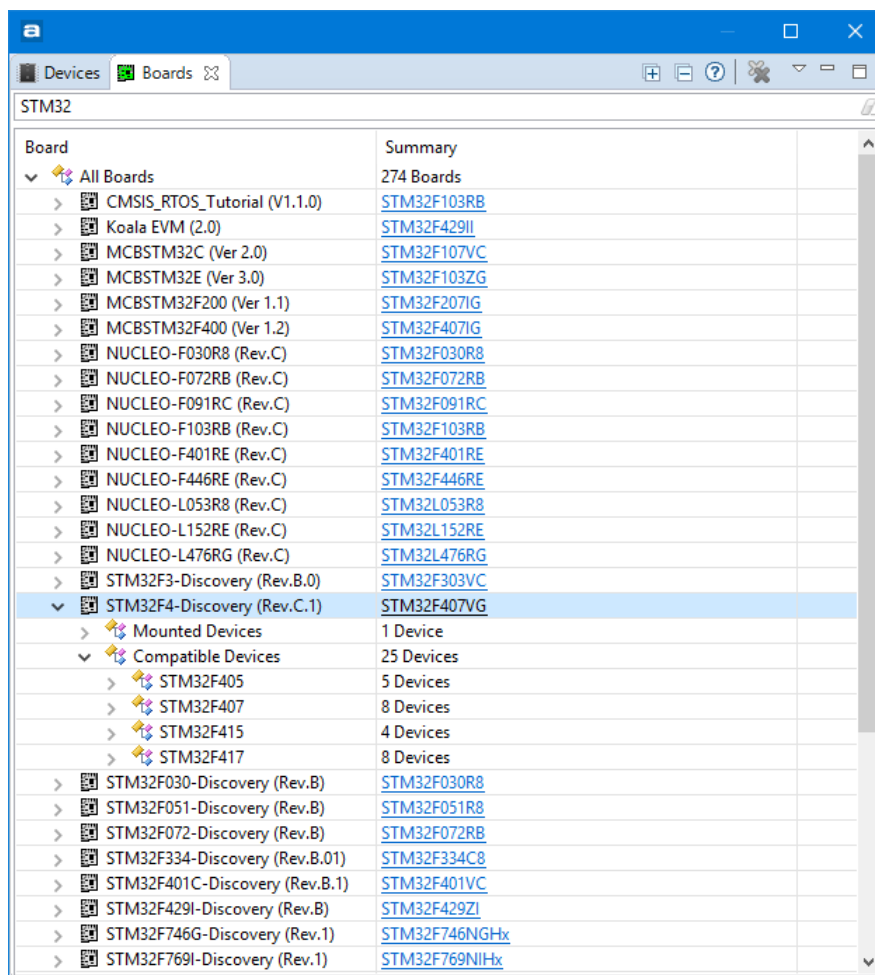 a
Devices Boards
STM32
Board Summary
All Boards 274 Boards
CMSIS_RTOS_Tutorial (V1.1.0) STM32F103RB
Koala EVM (2.0) STM32F429II
MCBSTM32C (Ver 2.0) STM32F107VC
MCBSTM32E (Ver 3.0) STM32F103ZG
MCBSTM32F200 (Ver 1.1) STM32F207IG
MCBSTM32F400 (Ver 1.2) STM32F407IG
NUCLEO-F030R8 (Rev.C) STM32F030R8
NUCLEO-F072RB (Rev.C) STM32F072RB
NUCLEO-F091RC (Rev.C) STM32F091RC
NUCLEO-F103RB (Rev.C) STM32F103RB
NUCLEO-F401RE (Rev.C) STM32F401RE
NUCLEO-F446RE (Rev.C) STM32F446RE
NUCLEO-L053R8 (Rev.C) STM32L053R8
NUCLEO-L152RE (Rev.C) STM32L152RE
NUCLEO-L476RG (Rev.C) STM32L476RG
STM32F3-Discovery (Rev.B.0) STM32F303VC
STM32F4-Discovery (Rev.C.1) STM32F407VG
Mounted Devices 1 Device
Compatible Devices 25 Devices
STM32F405 5 Devices
STM32F407 8 Devices
STM32F415 4 Devices
STM32F417 8 Devices
STM32F030-Discovery (Rev.B) STM32F030R8
STM32F051-Discovery (Rev.B) STM32F051R8
STM32F072-Discovery (Rev.B) STM32F072RB
STM32F334-Discovery (Rev.B.01) STM32F334C8
STM32F401C-Discovery (Rev.B.1) STM32F401VC
STM32F429I-Discovery (Rev.B) STM32F429ZI
STM32F746G-Discovery (Rev.1) STM32F746NGHx
STM32F769I-Discovery (Rev.1) STM32F769NIHx